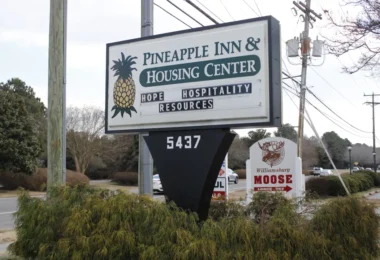 PINEAPPLE INN &
HOUSING CENTER
HOPE HOSPITALITY
RESOURCES
5437
Williamsburg
MOOSE